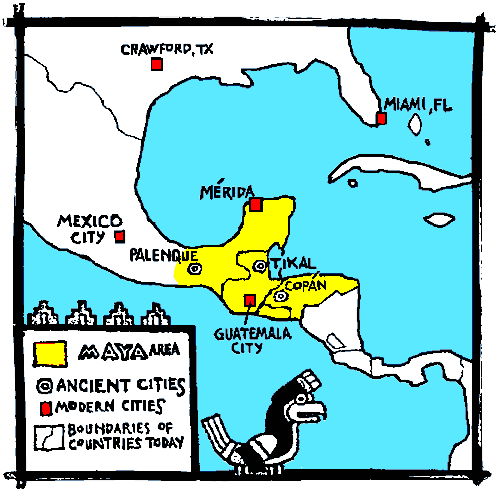 CRAWFORD, TX
MIAMI, FL
MÉRIDA
MEXICO
CITY
PALENQUE
TIKAL
COPÁN
GUATEMALA
CITY
MAYA AREA
ANCIENT CITIES
MODERN CITIES
BOUNDARIES OF
COUNTRIES TODAY